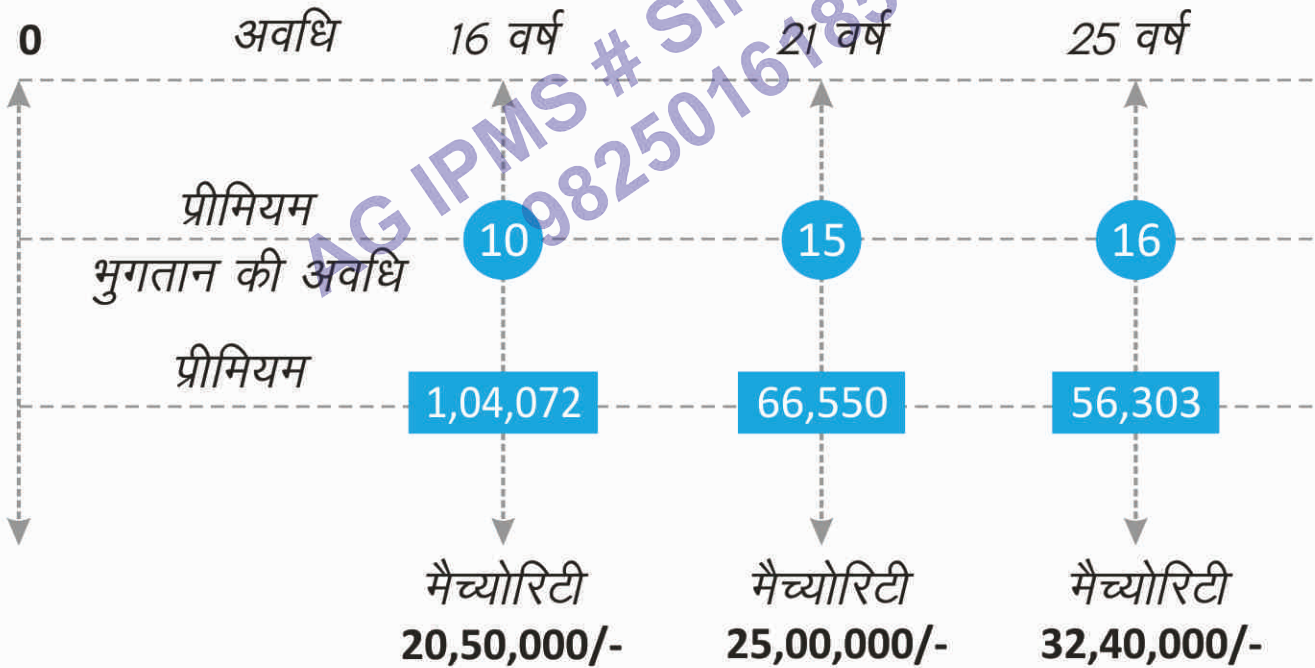 0 अवधि 16 वर्ष 21 वर्ष 25 वर्ष
AG IPMS #
9825016185
प्रीमियम
भुगतान की अवधि
10 15 16
प्रीमियम
1,04,072 66,550 56,303
मैच्योरिटी मैच्योरिटी मैच्योरिटी
20,50,000/- 25,00,000/- 32,40,000/-